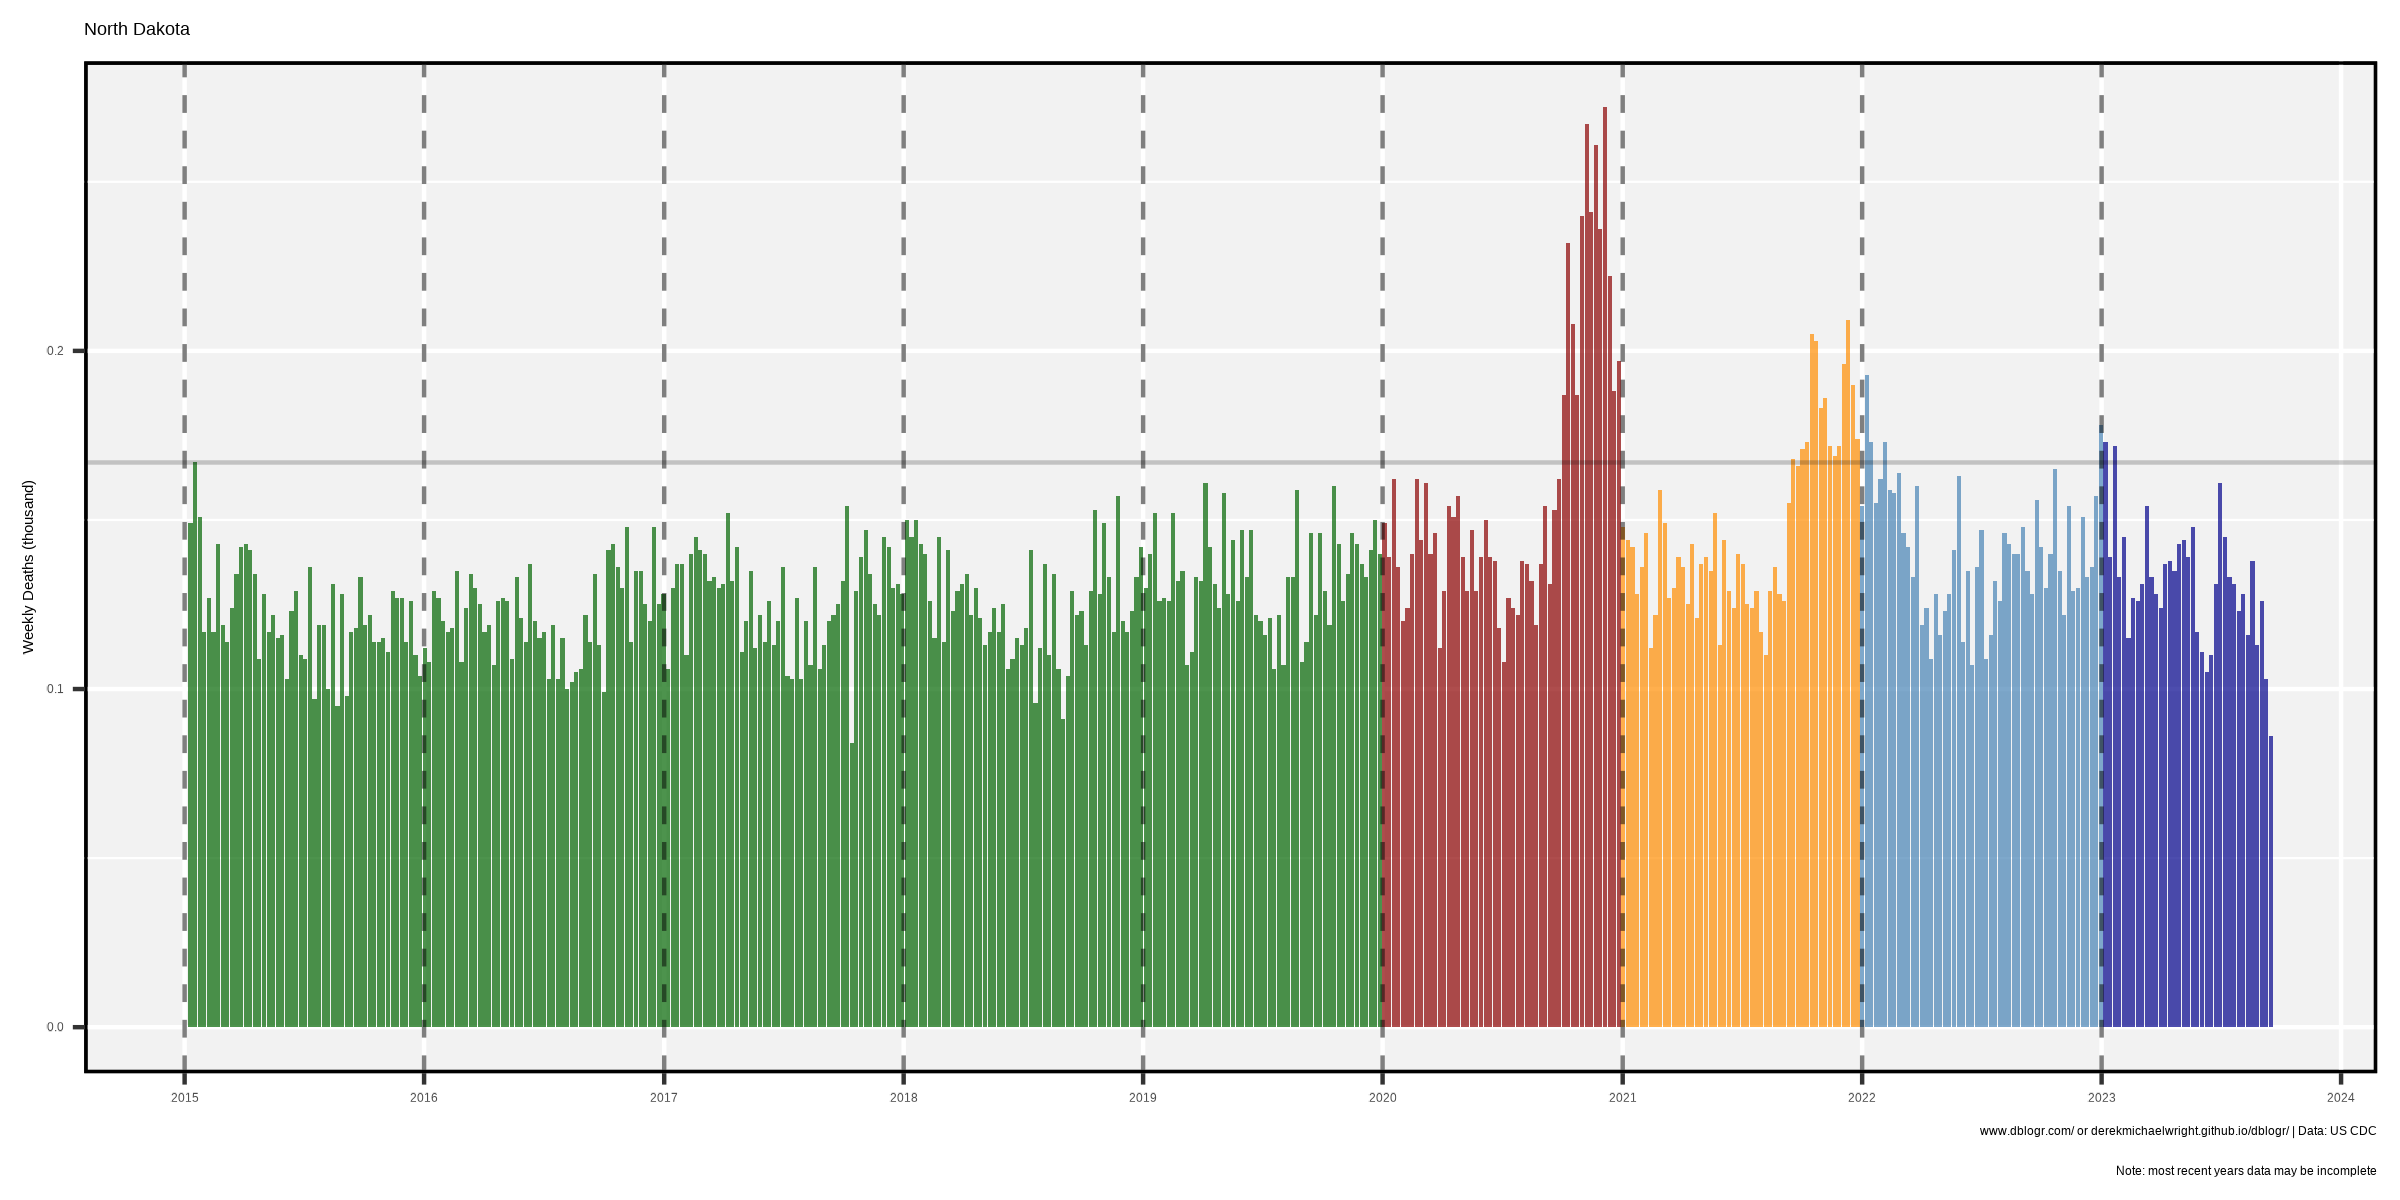 North Dakota
Weekly Deaths (thousand)
0.2
0.1
0.0
2015 2016 2017 2018 2019 2020 2021 2022 2023 2024
www.dblogr.com/ or derekmichaelwright.github.io/dblogr/ | Data: US CDC
Note: most recent years data may be incomplete